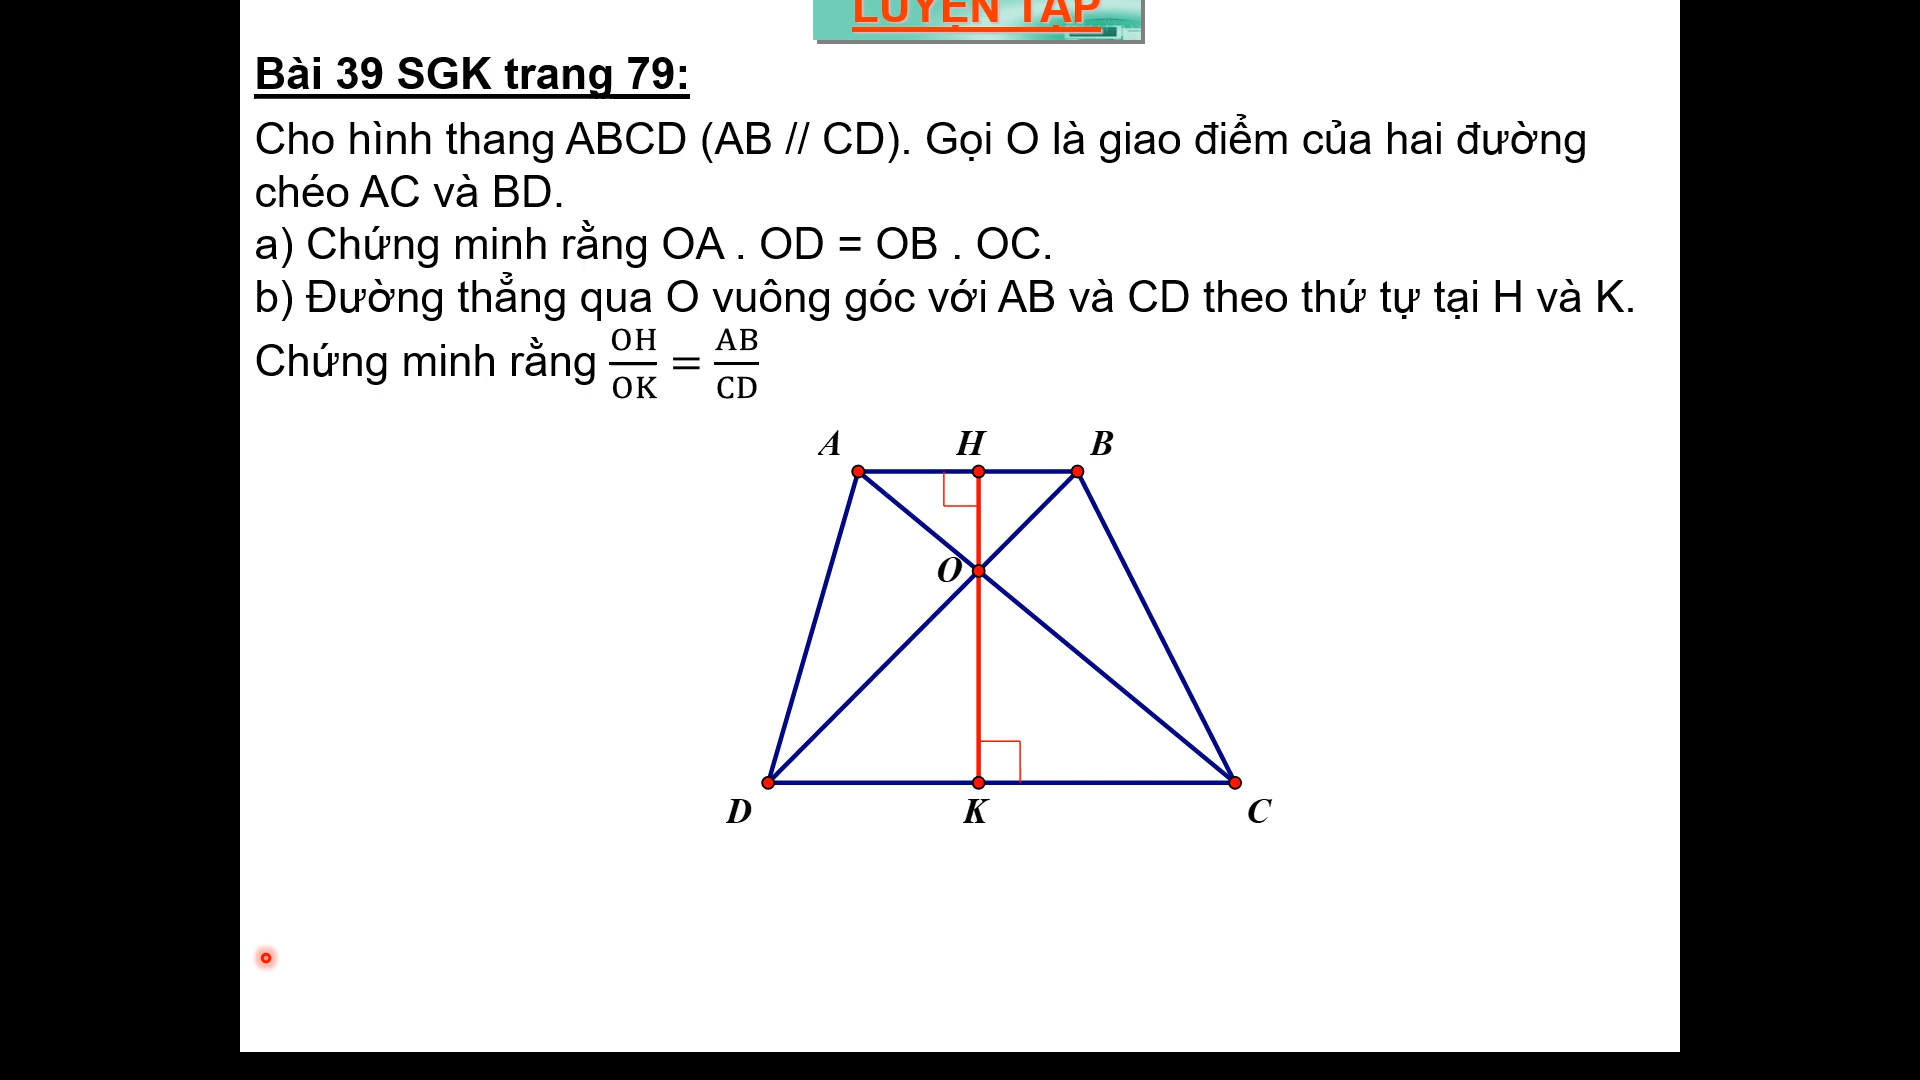 LUYỆN TẬP
Bài 39 SGK trang 79:
Cho hình thang ABCD (AB // CD). Gọi O là giao điểm của hai đường
chéo AC và BD.
a) Chứng minh rằng OA . OD = OB . OC.
b) Đường thẳng qua O vuông góc với AB và CD theo thứ tự tại H và K.
Chứng minh rằng OH/OK = AB/CD
A H B
O
D K C